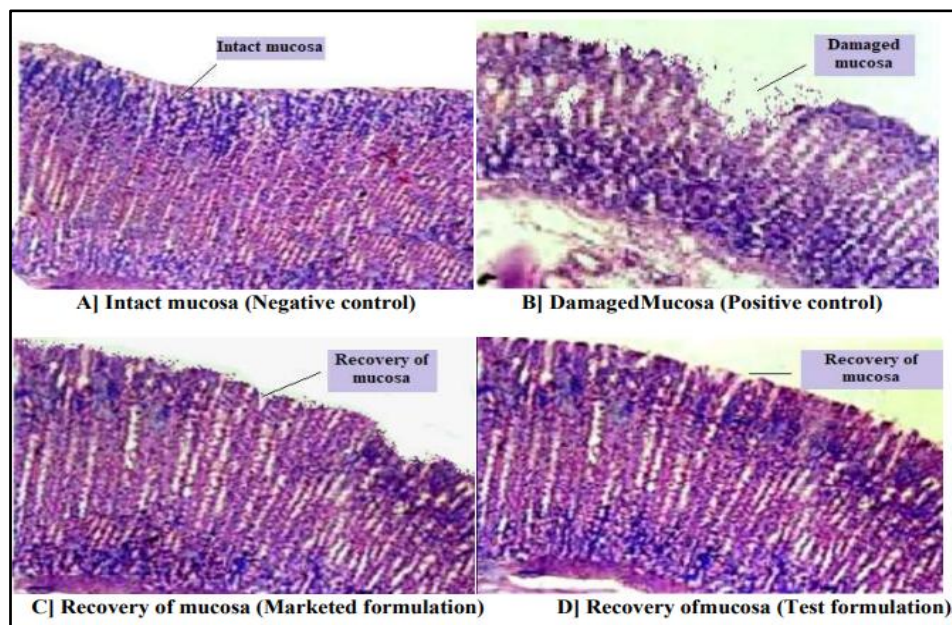 Intact mucosa
Damaged
mucosa
A] Intact mucosa (Negative control)
B] DamagedMucosa (Positive control)
Recovery of
mucosa
Recovery of
mucosa
C] Recovery of mucosa (Marketed formulation)
D] Recovery ofmucosa (Test formulation)